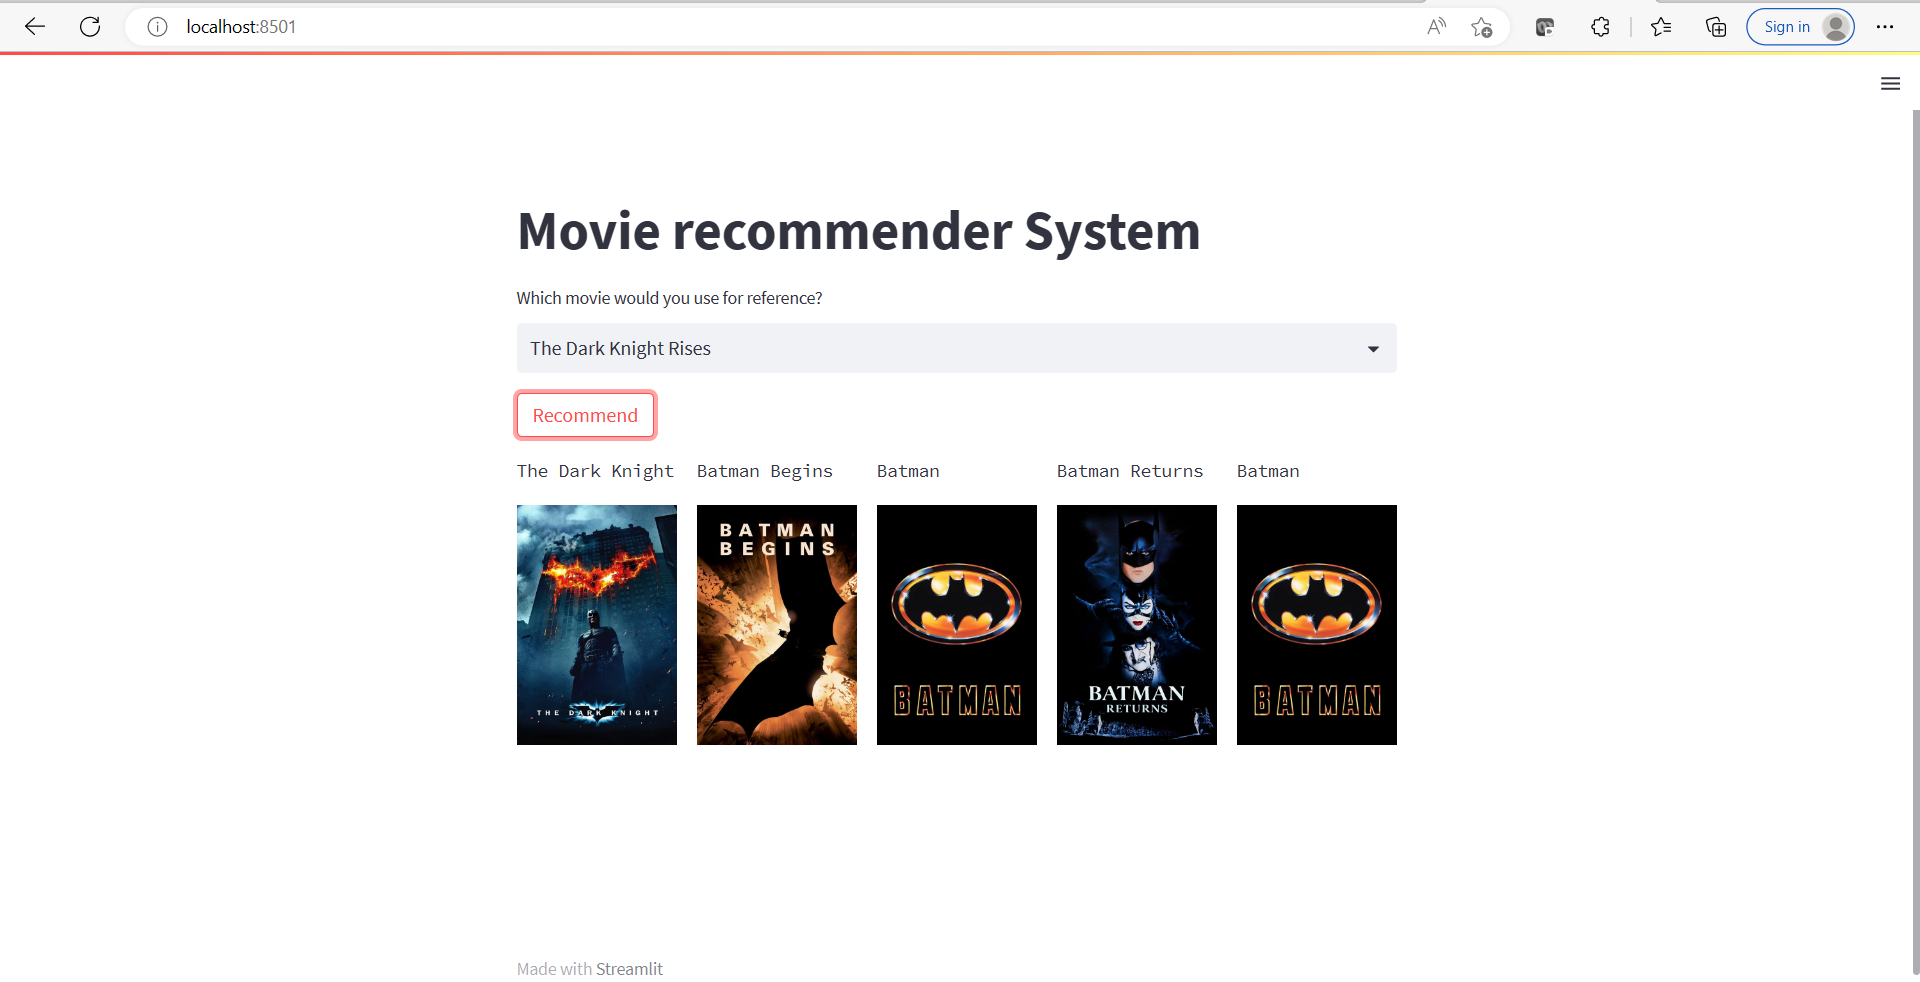 localhost:8501
Sign in
Movie recommender System
Which movie would you use for reference?
The Dark Knight Rises
Recommend
The Dark Knight
Batman Begins
Batman
Batman Returns
Batman
THE DARK KNIGHT
BATMAN
BEGINS
BATMAN
BATMAN
RETURNS
BATMAN
Made with Streamlit